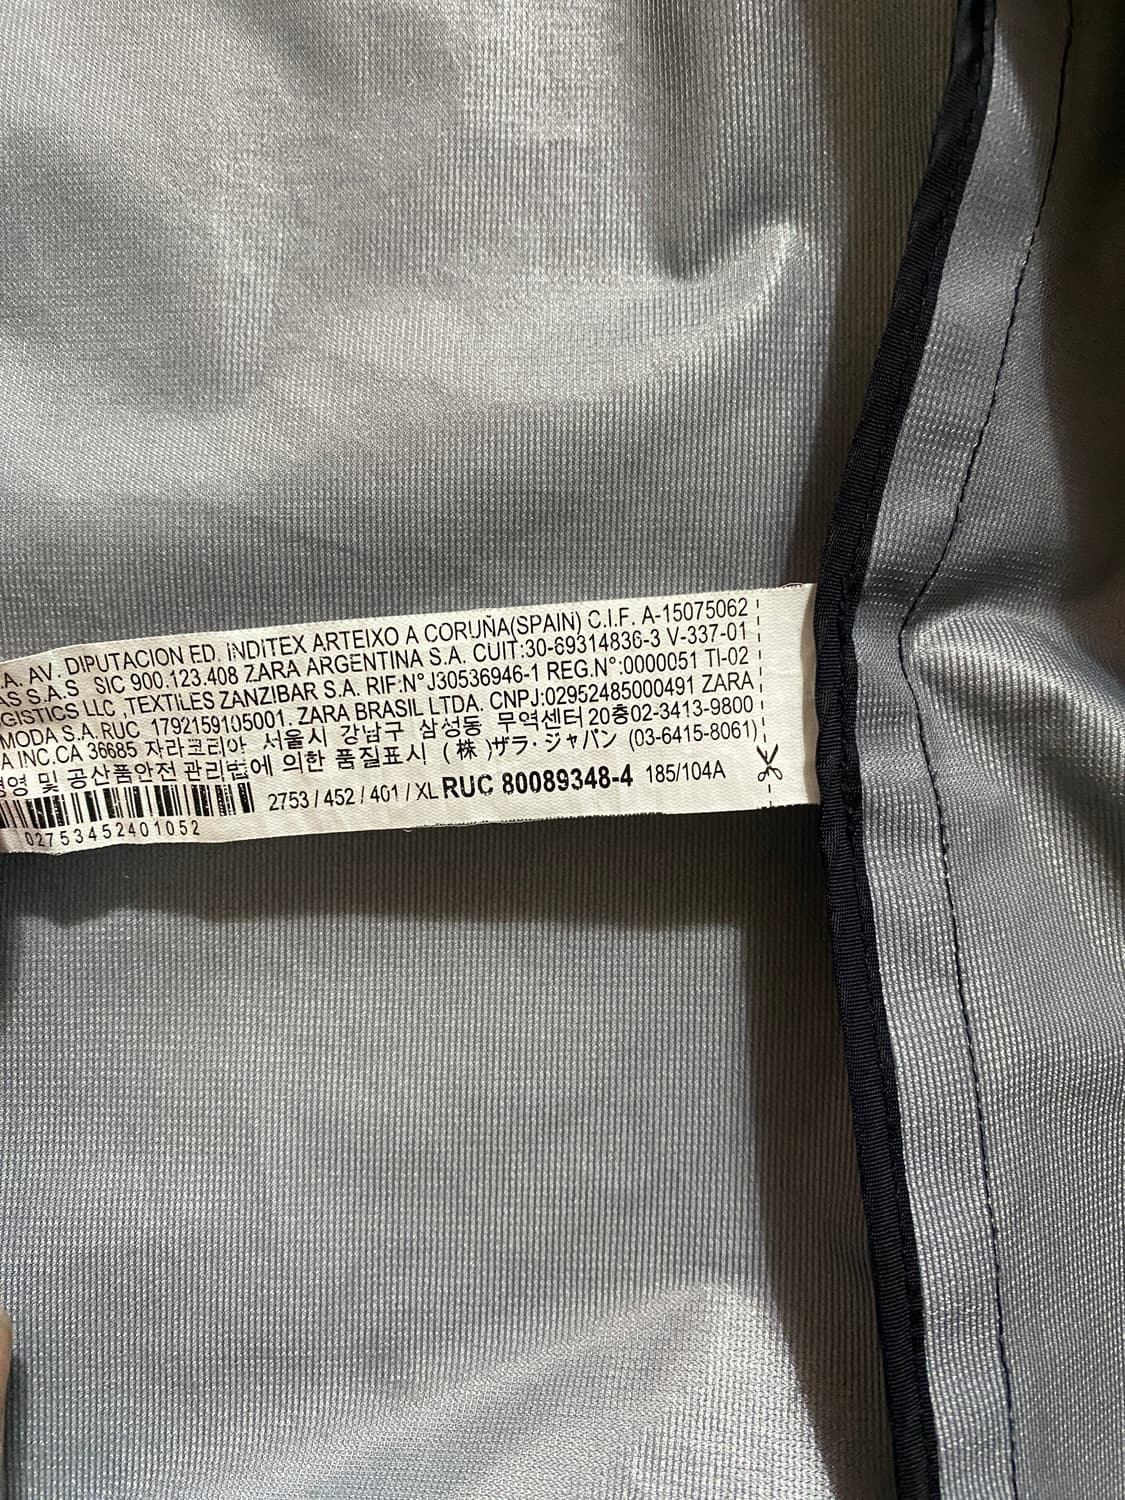 .A. AV. DIPUTACION ED. INDITEX ARTEIXO A CORUÑA(SPAIN) C.I.F. A-15075062
AS S.A.S SIC 900.123.408 ZARA ARGENTINA S.A. CUIT:30-69314836-3 V-337-01
GISTICS LLC ,TEXTILES ZANZIBAR S.A. RIF:N° J30536946-1 REG.N°:0000051 TI-02
MODA S.A. RUC 1792159105001. ZARA BRASIL LTDA. CNPJ:02952485000491 ZARA
A INC.CA 36685 자라코리아 서울시 강남구 삼성동 무역센터 20층02-3413-9800
경영 및 공산품안전 관리법에 의한 품질표시 (株)ザラ・ジャパン (03-6415-8061)
2753 / 452 / 401 / XL RUC 80089348-4 185/104A
02753452401052